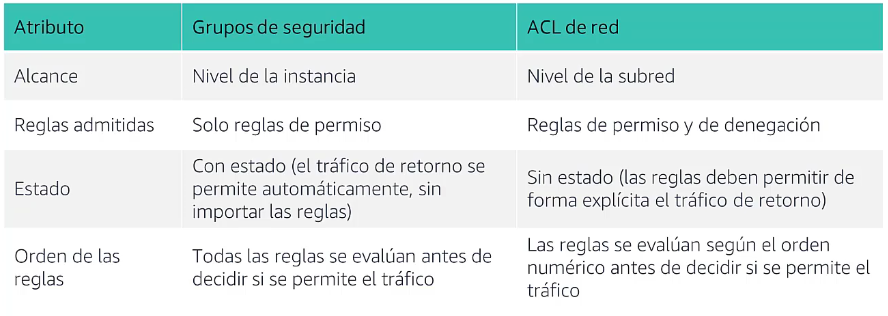 Atributo
Grupos de seguridad
ACL de red
Alcance
Nivel de la instancia
Nivel de la subred
Reglas admitidas
Solo reglas de permiso
Reglas de permiso y de denegación
Estado
Con estado (el tráfico de retorno se
permite automáticamente, sin
importar las reglas)
Sin estado (las reglas deben permitir de
forma explícita el tráfico de retorno)
Orden de las
reglas
Todas las reglas se evalúan antes de
decidir si se permite el tráfico
Las reglas se evalúan según el orden
numérico antes de decidir si se permite el
tráfico